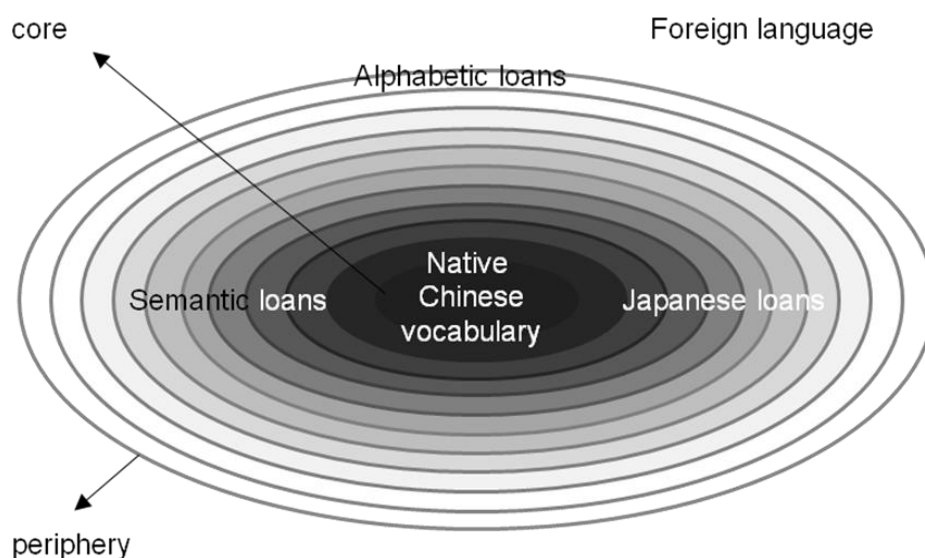 core
Foreign language
Alphabetic loans
Native
Chinese
vocabulary
Semantic loans
Japanese loans
periphery